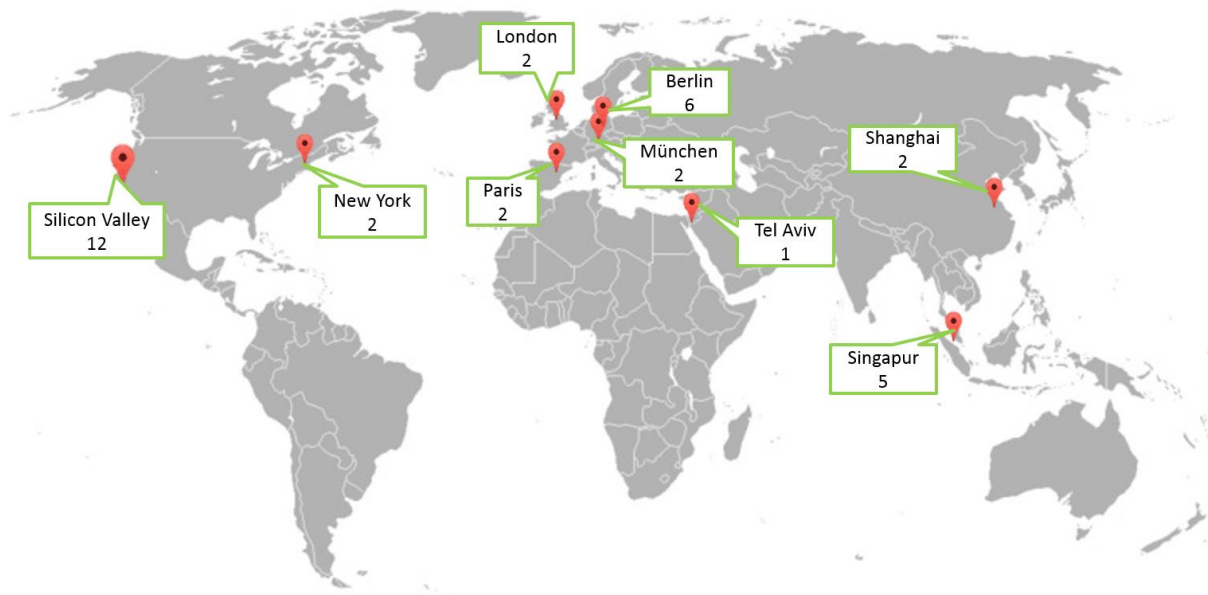 London
2
Berlin
6
Shanghai
2
München
2
Paris
2
New York
2
Silicon Valley
12
Tel Aviv
1
Singapur
5